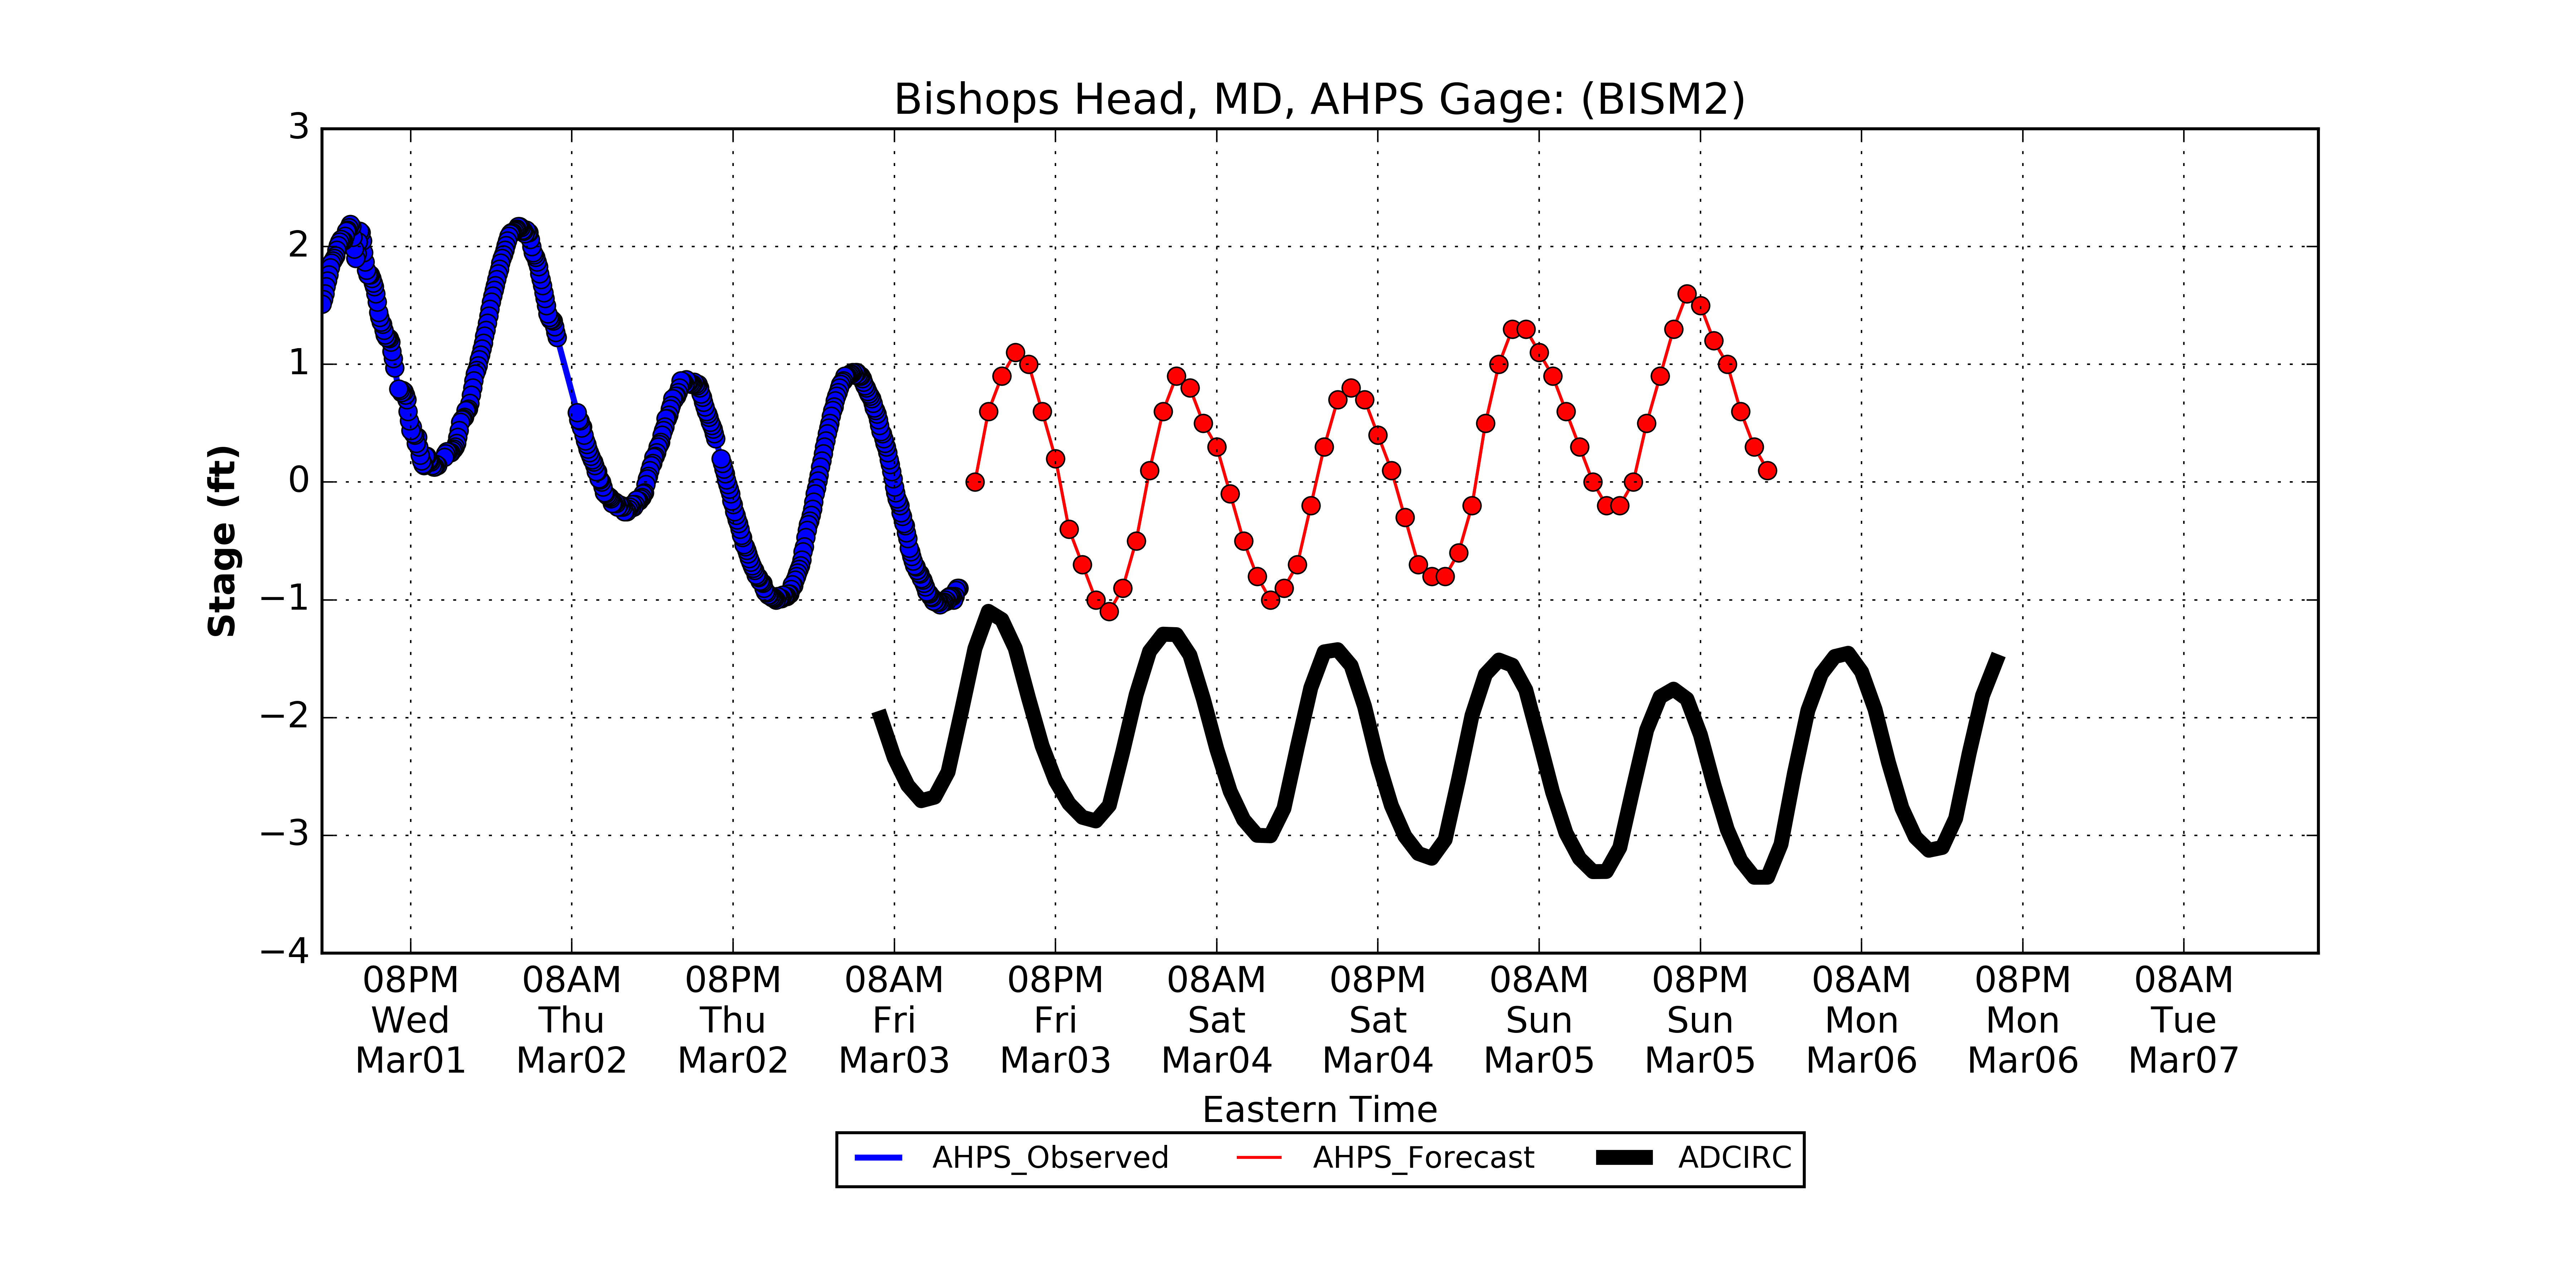 Bishops Head, MD, AHPS Gage: (BISM2)
3
2
1
0
−1
−2
−3
−4
Stage (ft)
08PM 08AM 08PM 08AM 08PM 08AM 08PM 08AM 08PM 08AM 08PM 08AM
Wed Thu Thu Fri Fri Sat Sat Sun Sun Mon Mon Tue
Mar01 Mar02 Mar02 Mar03 Mar03 Mar04 Mar04 Mar05 Mar05 Mar06 Mar06 Mar07
Eastern Time
AHPS_Observed AHPS_Forecast ADCIRC